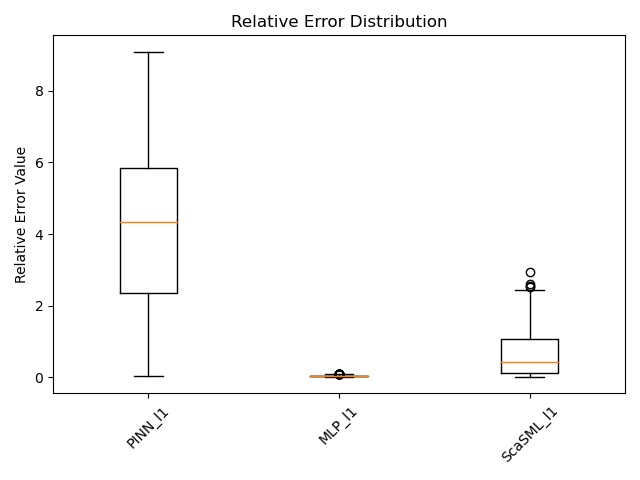 Relative Error Distribution
Relative Error Value
8
6
4
2
0
PINN_l1
MLP_l1
ScaSML_l1